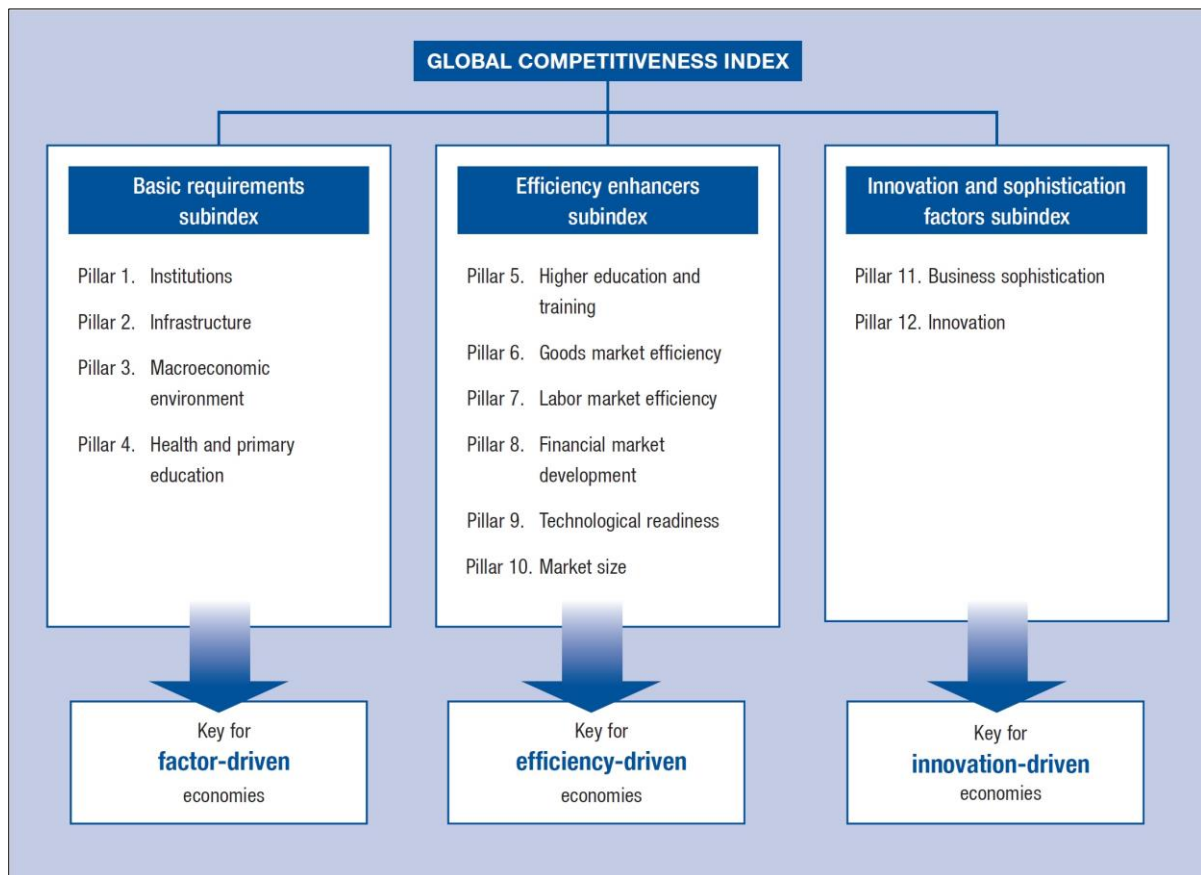 GLOBAL COMPETITIVENESS INDEX
Basic requirements
subindex
Pillar 1. Institutions
Pillar 2. Infrastructure
Pillar 3. Macroeconomic
environment
Pillar 4. Health and primary
education
Key for
factor-driven
economies
Efficiency enhancers
subindex
Pillar 5. Higher education and
training
Pillar 6. Goods market efficiency
Pillar 7. Labor market efficiency
Pillar 8. Financial market
development
Pillar 9. Technological readiness
Pillar 10. Market size
Key for
efficiency-driven
economies
Innovation and sophistication
factors subindex
Pillar 11. Business sophistication
Pillar 12. Innovation
Key for
innovation-driven
economies